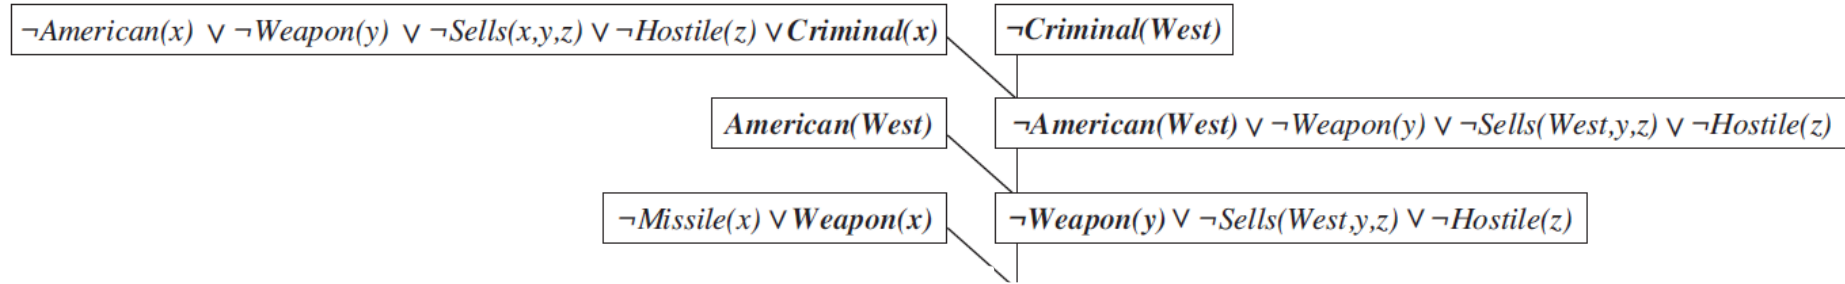 ¬American(x) ∨ ¬Weapon(y) ∨ ¬Sells(x,y,z) ∨ ¬Hostile(z) ∨ Criminal(x)
¬Criminal(West)
American(West)
¬American(West) ∨ ¬Weapon(y) ∨ ¬Sells(West,y,z) ∨ ¬Hostile(z)
¬Missile(x) ∨ Weapon(x)
¬Weapon(y) ∨ ¬Sells(West,y,z) ∨ ¬Hostile(z)